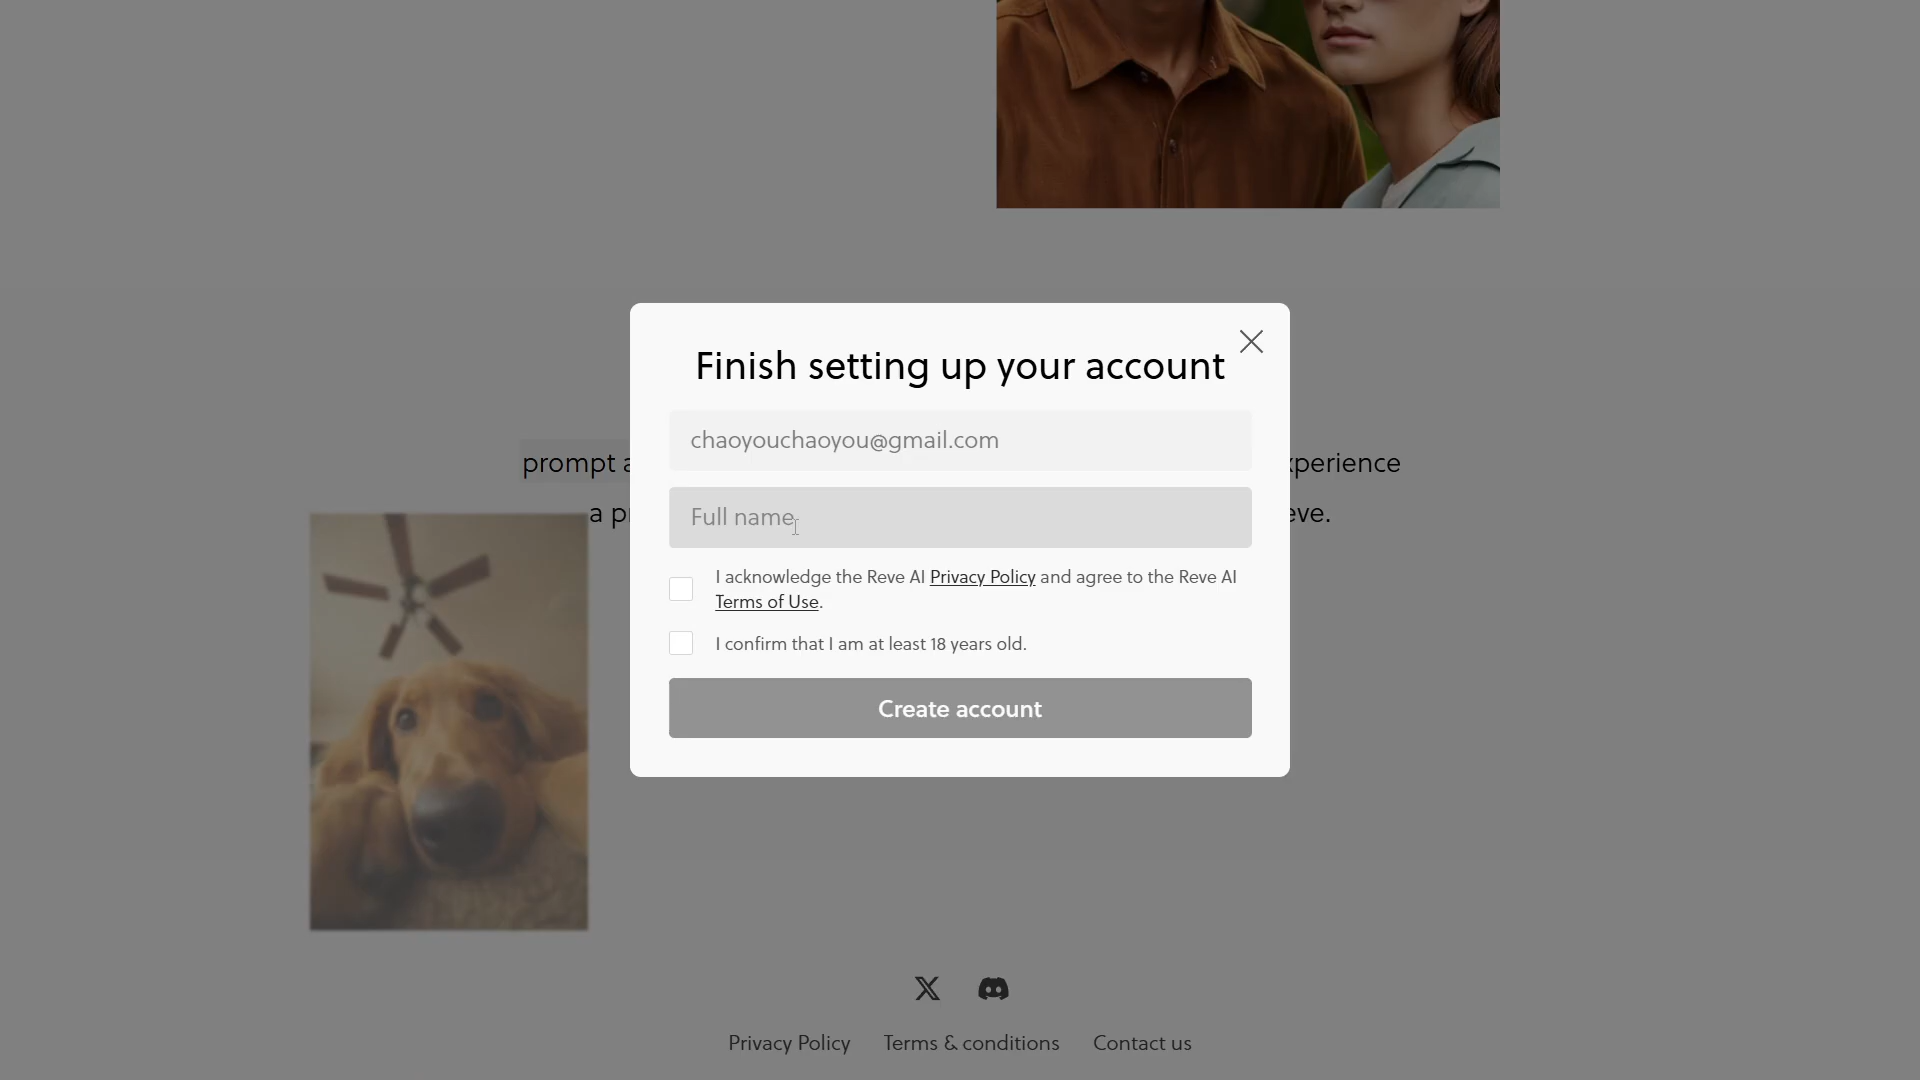 Finish setting up your account
chaoyouchaoyou@gmail.com
prompt
xperience
Full name
a
eve.
I acknowledge the Reve AI Privacy Policy and agree to the Reve AI
Terms of Use.
I confirm that I am at least 18 years old.
Create account
Privacy Policy Terms & conditions Contact us